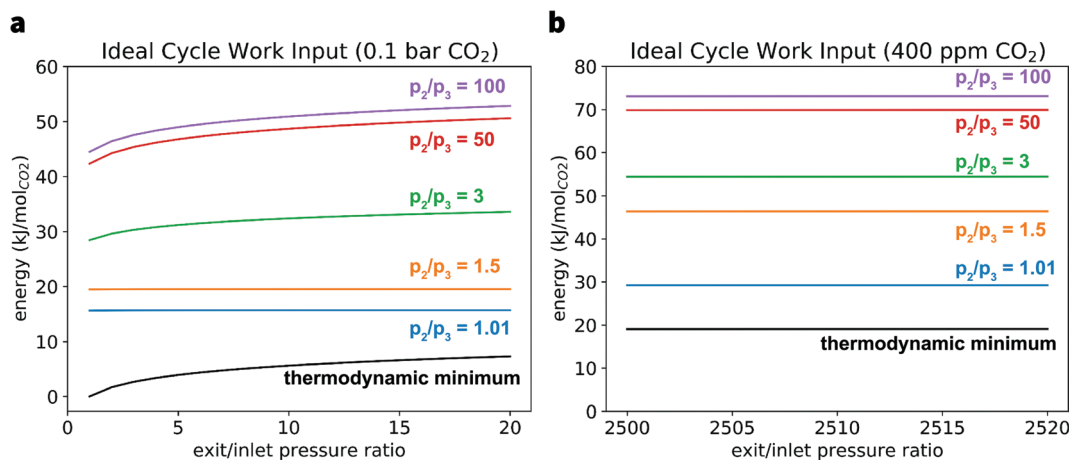 a
Ideal Cycle Work Input (0.1 bar CO₂)
energy (kJ/mol_CO2)
60
50
40
30
20
10
0
p₂/p₃ = 100
p₂/p₃ = 50
p₂/p₃ = 3
p₂/p₃ = 1.5
p₂/p₃ = 1.01
thermodynamic minimum
0 5 10 15 20
exit/inlet pressure ratio
b
Ideal Cycle Work Input (400 ppm CO₂)
energy (kJ/mol_CO2)
80
70
60
50
40
30
20
10
0
p₂/p₃ = 100
p₂/p₃ = 50
p₂/p₃ = 3
p₂/p₃ = 1.5
p₂/p₃ = 1.01
thermodynamic minimum
2500 2505 2510 2515 2520
exit/inlet pressure ratio